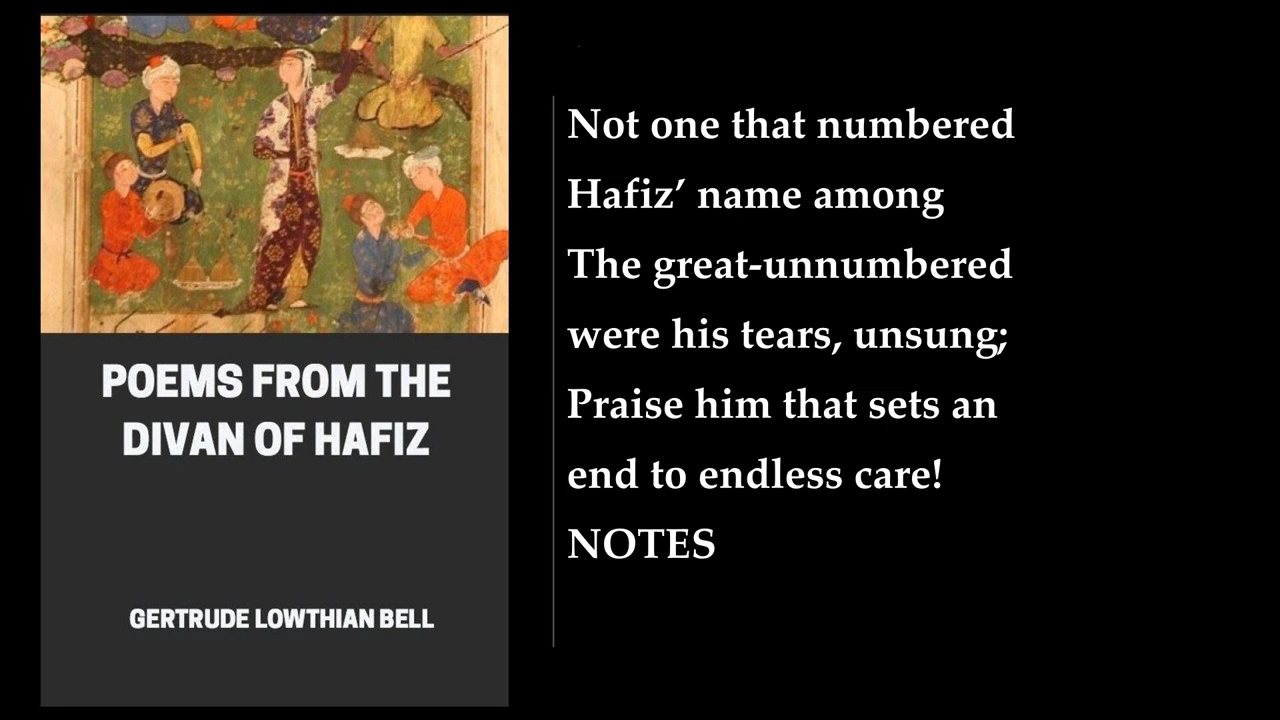 POEMS FROM THE
DIVAN OF HAFIZ
GERTRUDE LOWTHIAN BELL
Not one that numbered
Hafiz’ name among
The great-unnumbered
were his tears, unsung;
Praise him that sets an
end to endless care!
NOTES